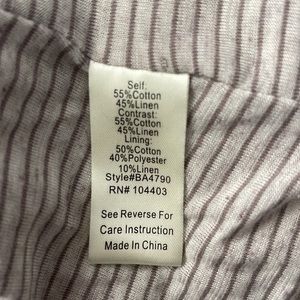 Self:
55%Cotton
45%Linen
Contrast:
55%Cotton
45%Linen
Lining:
50%Cotton
40%Polyester
10%Linen
Style#BA4790
RN# 104403
See Reverse For
Care Instruction
Made In China